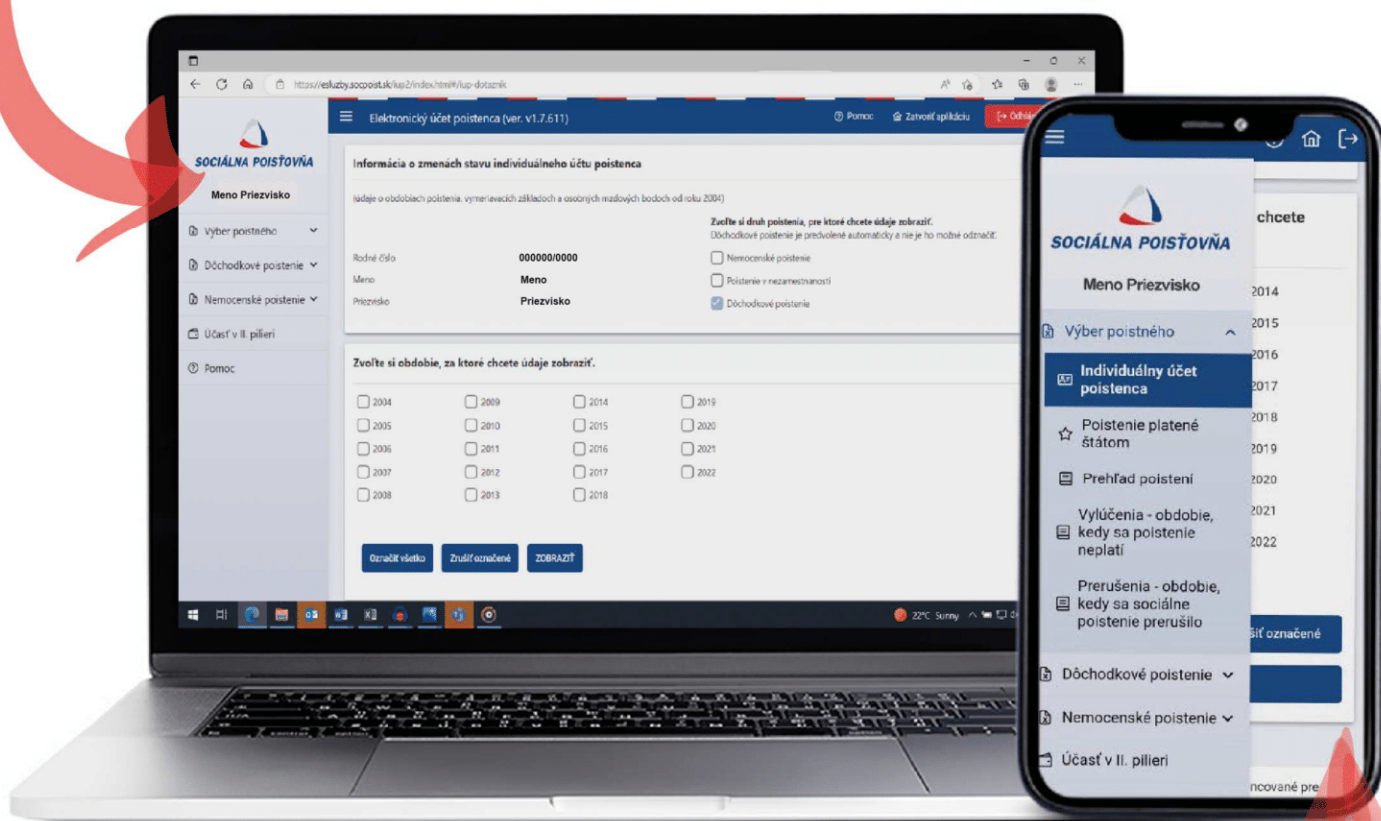 https://esluzby.socpoist.sk/iup2/index.html#/iup-dotaznik
SOCIÁLNA POISŤOVŇA
Meno Priezvisko
Výber poistného
Dôchodkové poistenie
Nemocenské poistenie
Účasť v II. pilieri
Pomoc
Elektronický účet poistenca (ver. v1.7.611)
Pomoc
Zatvoriť aplikáciu
Informácia o zmenách stavu individuálneho účtu poistenca
(údaje o obdobiach poistenia, vymeriavacích základoch a osobných mzdových bodoch od roku 2004)
Zvoľte si druh poistenia, pre ktoré chcete údaje zobraziť.
Dôchodkové poistenie je predvolené automaticky a nie je ho možné odznačiť.
Rodné číslo 000000/0000
Nemocenské poistenie
Meno Meno
Poistenie v nezamestnanosti
Priezvisko Priezvisko
Dôchodkové poistenie
Zvoľte si obdobie, za ktoré chcete údaje zobraziť.
2004 2009 2014 2019
2005 2010 2015 2020
2006 2011 2016 2021
2007 2012 2017 2022
2008 2013 2018
Označiť všetko Zrušiť označené ZOBRAZIŤ
22°C Sunny
SOCIÁLNA POISŤOVŇA
Meno Priezvisko
Výber poistného
Individuálny účet
poistenca
Poistenie platené
štátom
Prehľad poistení
Vylúčenia - obdobie,
kedy sa poistenie
neplatí
Prerušenia - obdobie,
kedy sa sociálne
poistenie prerušilo
Dôchodkové poistenie
Nemocenské poistenie
Účasť v II. pilieri
chcete
2014
2015
2016
2017
2018
2019
2020
2021
2022
šiť označené
ncované pre